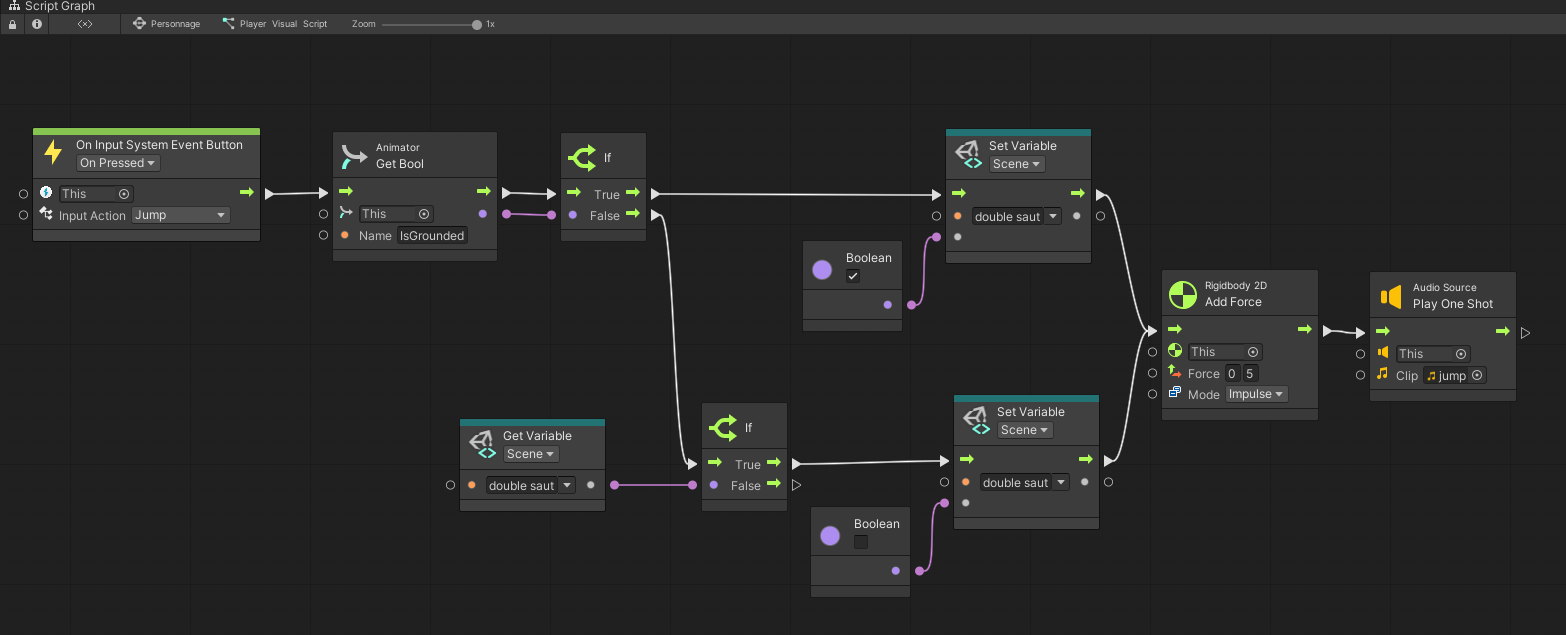 Script Graph
<×>
Personnage
Player Visual Script
Zoom
1x
On Input System Event Button
On Pressed
This
Input Action
Jump
Animator
Get Bool
This
Name
IsGrounded
If
True
False
Set Variable
Scene
double saut
Boolean
Rigidbody 2D
Add Force
This
Force
0
5
Mode
Impulse
Audio Source
Play One Shot
This
Clip
jump
Get Variable
Scene
double saut
If
True
False
Set Variable
Scene
double saut
Boolean